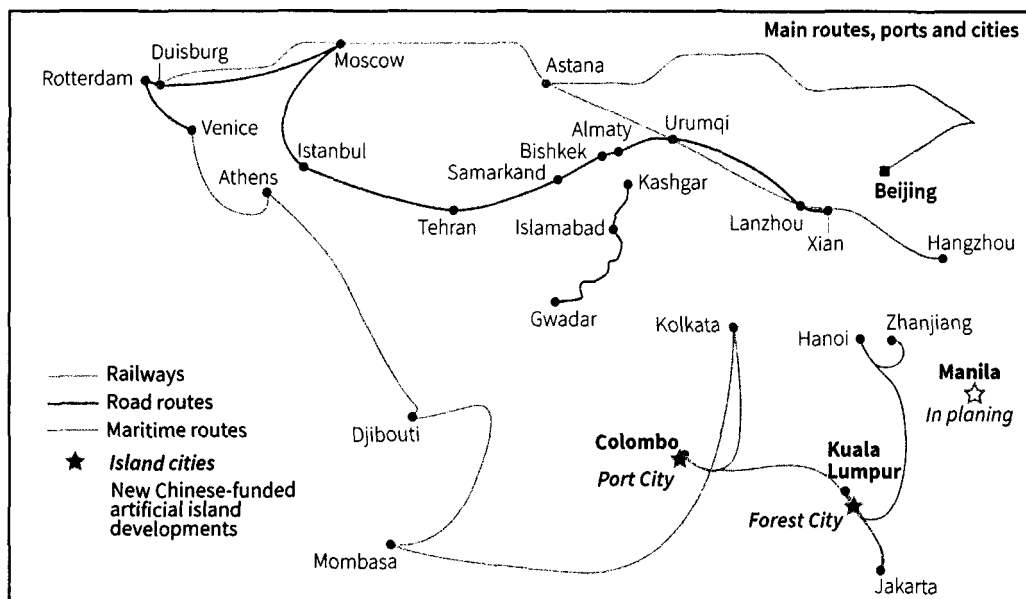 Main routes, ports and cities
Duisburg
Moscow
Rotterdam
Astana
Venice
Almaty
Urumqi
Istanbul
Bishkek
Athens
Samarkand
Kashgar
Beijing
Tehran
Islamabad
Lanzhou
Xian
Hangzhou
Gwadar
Kolkata
Hanoi
Zhanjiang
Railways
Road routes
Maritime routes
Island cities
New Chinese-funded
artificial island
developments
Manila
In planing
Djibouti
Colombo
Port City
Kuala
Lumpur
Forest City
Mombasa
Jakarta